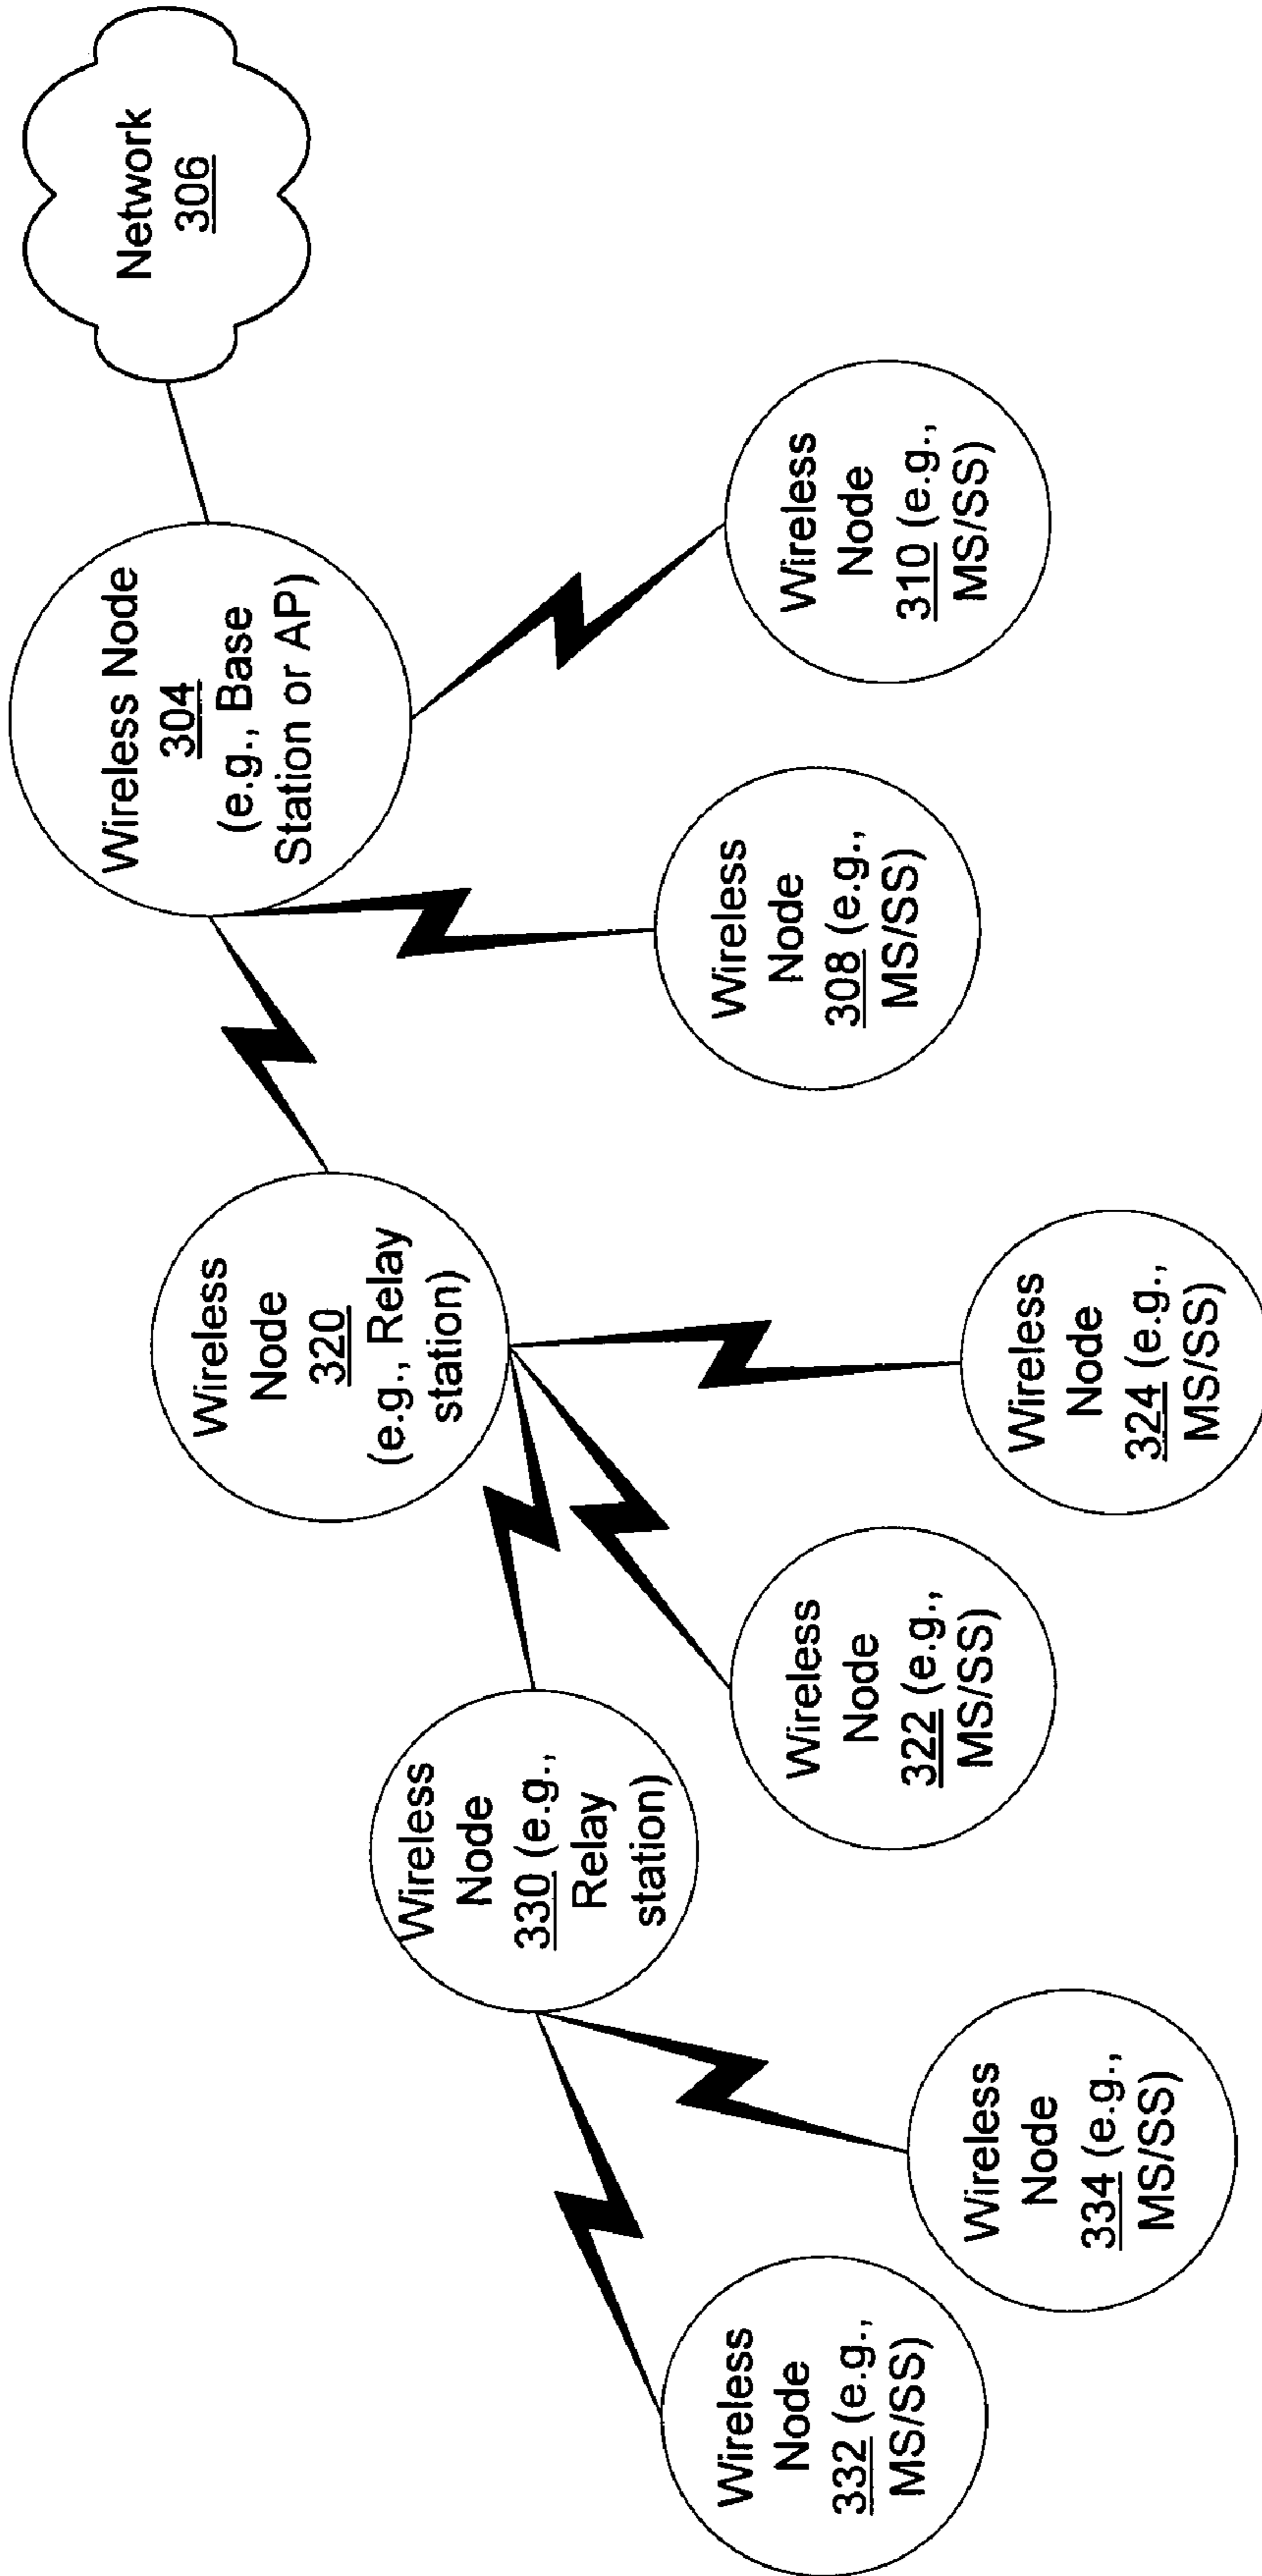 Network
306
Wireless Node
304
(e.g., Base
Station or AP)
Wireless
Node
310 (e.g.,
MS/SS)
Wireless
Node
308 (e.g.,
MS/SS)
Wireless
Node
320
(e.g., Relay
station)
Wireless
Node
324 (e.g.,
MS/SS)
Wireless
Node
322 (e.g.,
MS/SS)
Wireless
Node
330 (e.g.,
Relay
station)
Wireless
Node
334 (e.g.,
MS/SS)
Wireless
Node
332 (e.g.,
MS/SS)